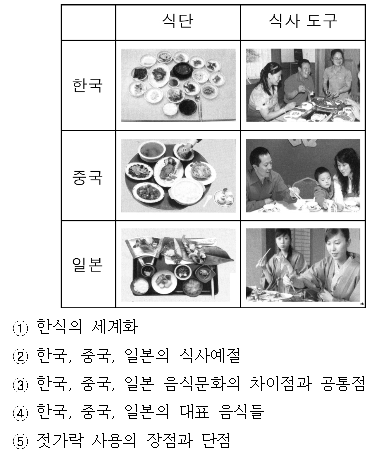 식단 식사 도구
한국
중국
일본
① 한식의 세계화
② 한국, 중국, 일본의 식사예절
③ 한국, 중국, 일본 음식문화의 차이점과 공통점
④ 한국, 중국, 일본의 대표 음식들
⑤ 젓가락 사용의 장점과 단점